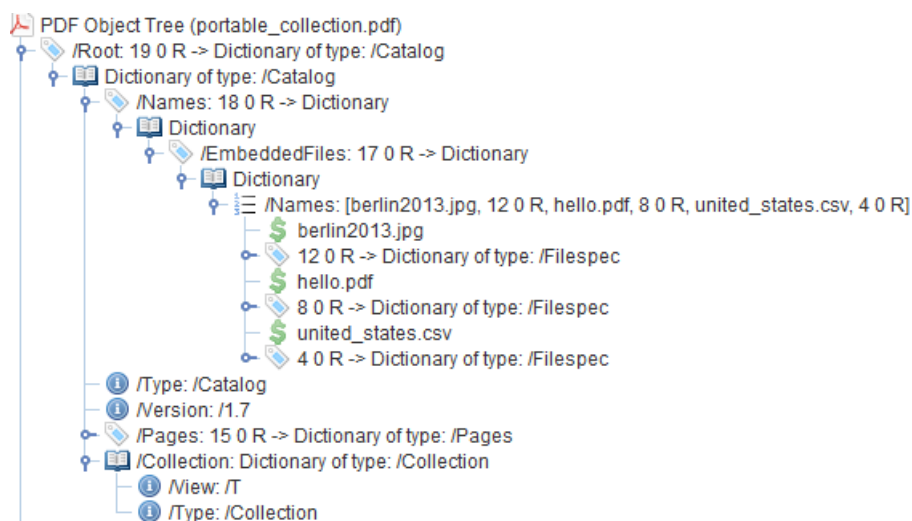 PDF Object Tree (portable_collection.pdf)
/Root: 19 0 R -> Dictionary of type: /Catalog
Dictionary of type: /Catalog
/Names: 18 0 R -> Dictionary
Dictionary
/EmbeddedFiles: 17 0 R -> Dictionary
Dictionary
/Names: [berlin2013.jpg, 12 0 R, hello.pdf, 8 0 R, united_states.csv, 4 0 R]
berlin2013.jpg
12 0 R -> Dictionary of type: /Filespec
hello.pdf
8 0 R -> Dictionary of type: /Filespec
united_states.csv
4 0 R -> Dictionary of type: /Filespec
/Type: /Catalog
/Version: /1.7
/Pages: 15 0 R -> Dictionary of type: /Pages
/Collection: Dictionary of type: /Collection
/View: /T
/Type: /Collection